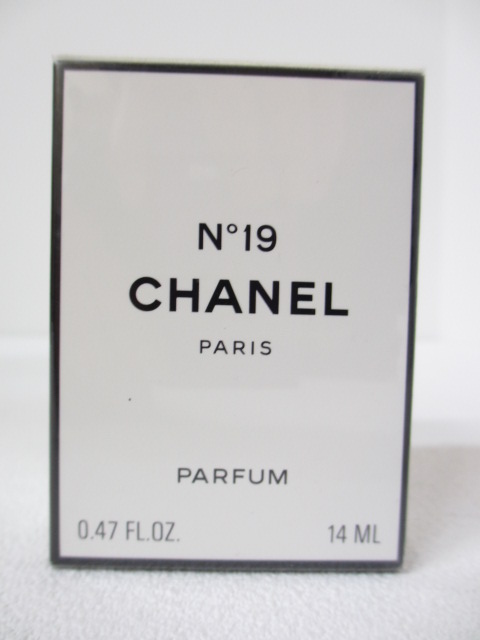 N°19
CHANEL
PARIS
PARFUM
0.47 FL.OZ. 14 ML